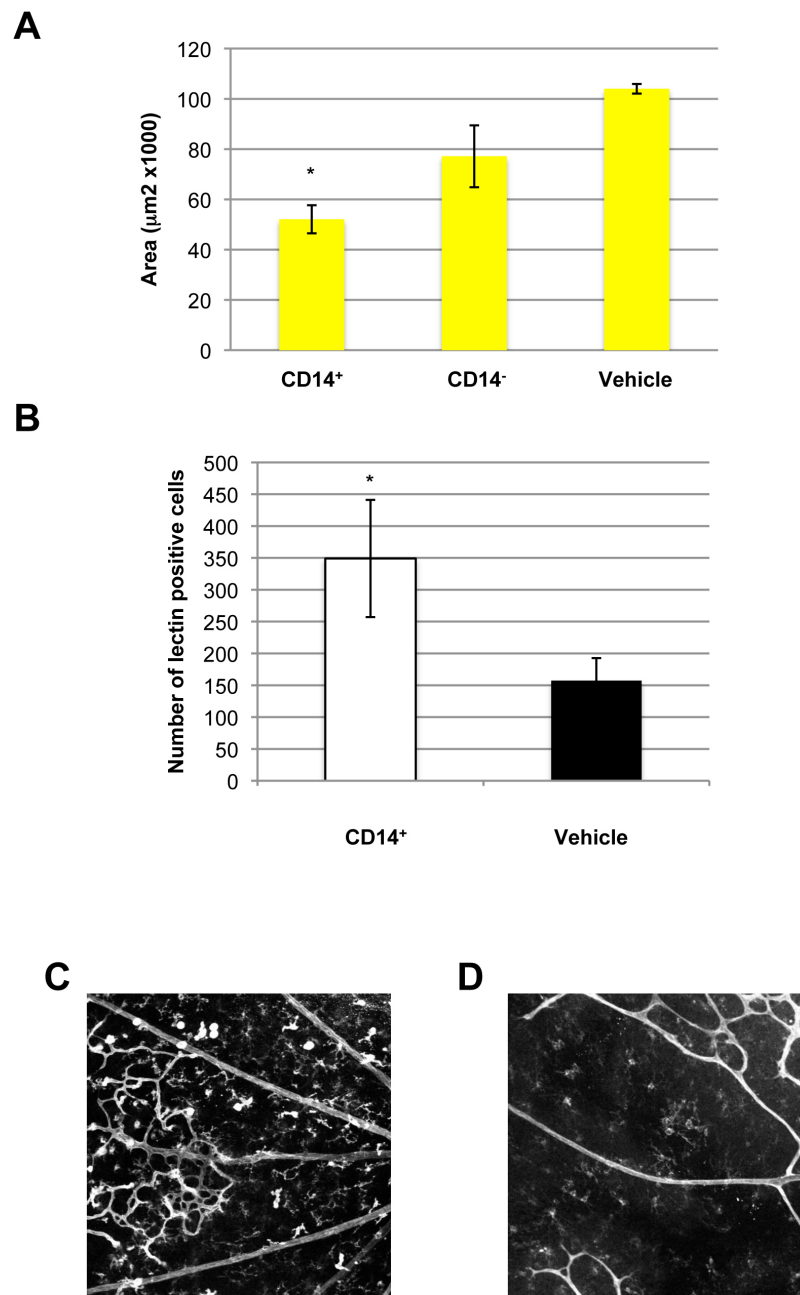 A
120
100
80
60
40
20
0
Area (μm2 x1000)
*
CD14⁺
CD14⁻
Vehicle
B
500
450
400
350
300
250
200
150
100
50
0
Number of lectin positive cells
*
CD14⁺
Vehicle
C
D